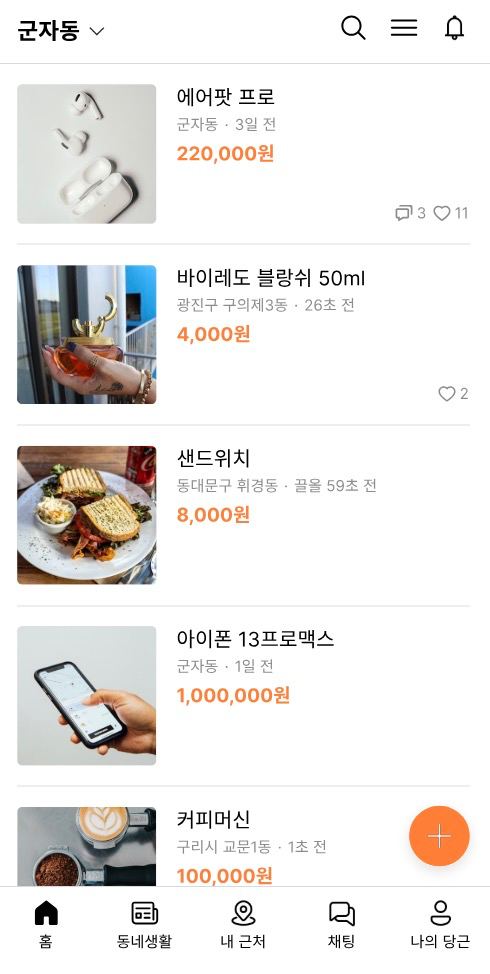 군자동
에어팟 프로
군자동 · 3일 전
220,000원
3 11
바이레도 블랑쉬 50ml
광진구 구의제3동 · 26초 전
4,000원
2
샌드위치
동대문구 휘경동 · 끌올 59초 전
8,000원
아이폰 13프로맥스
군자동 · 1일 전
1,000,000원
커피머신
구리시 교문1동 · 1초 전
100,000원
홈 동네생활 내 근처 채팅 나의 당근